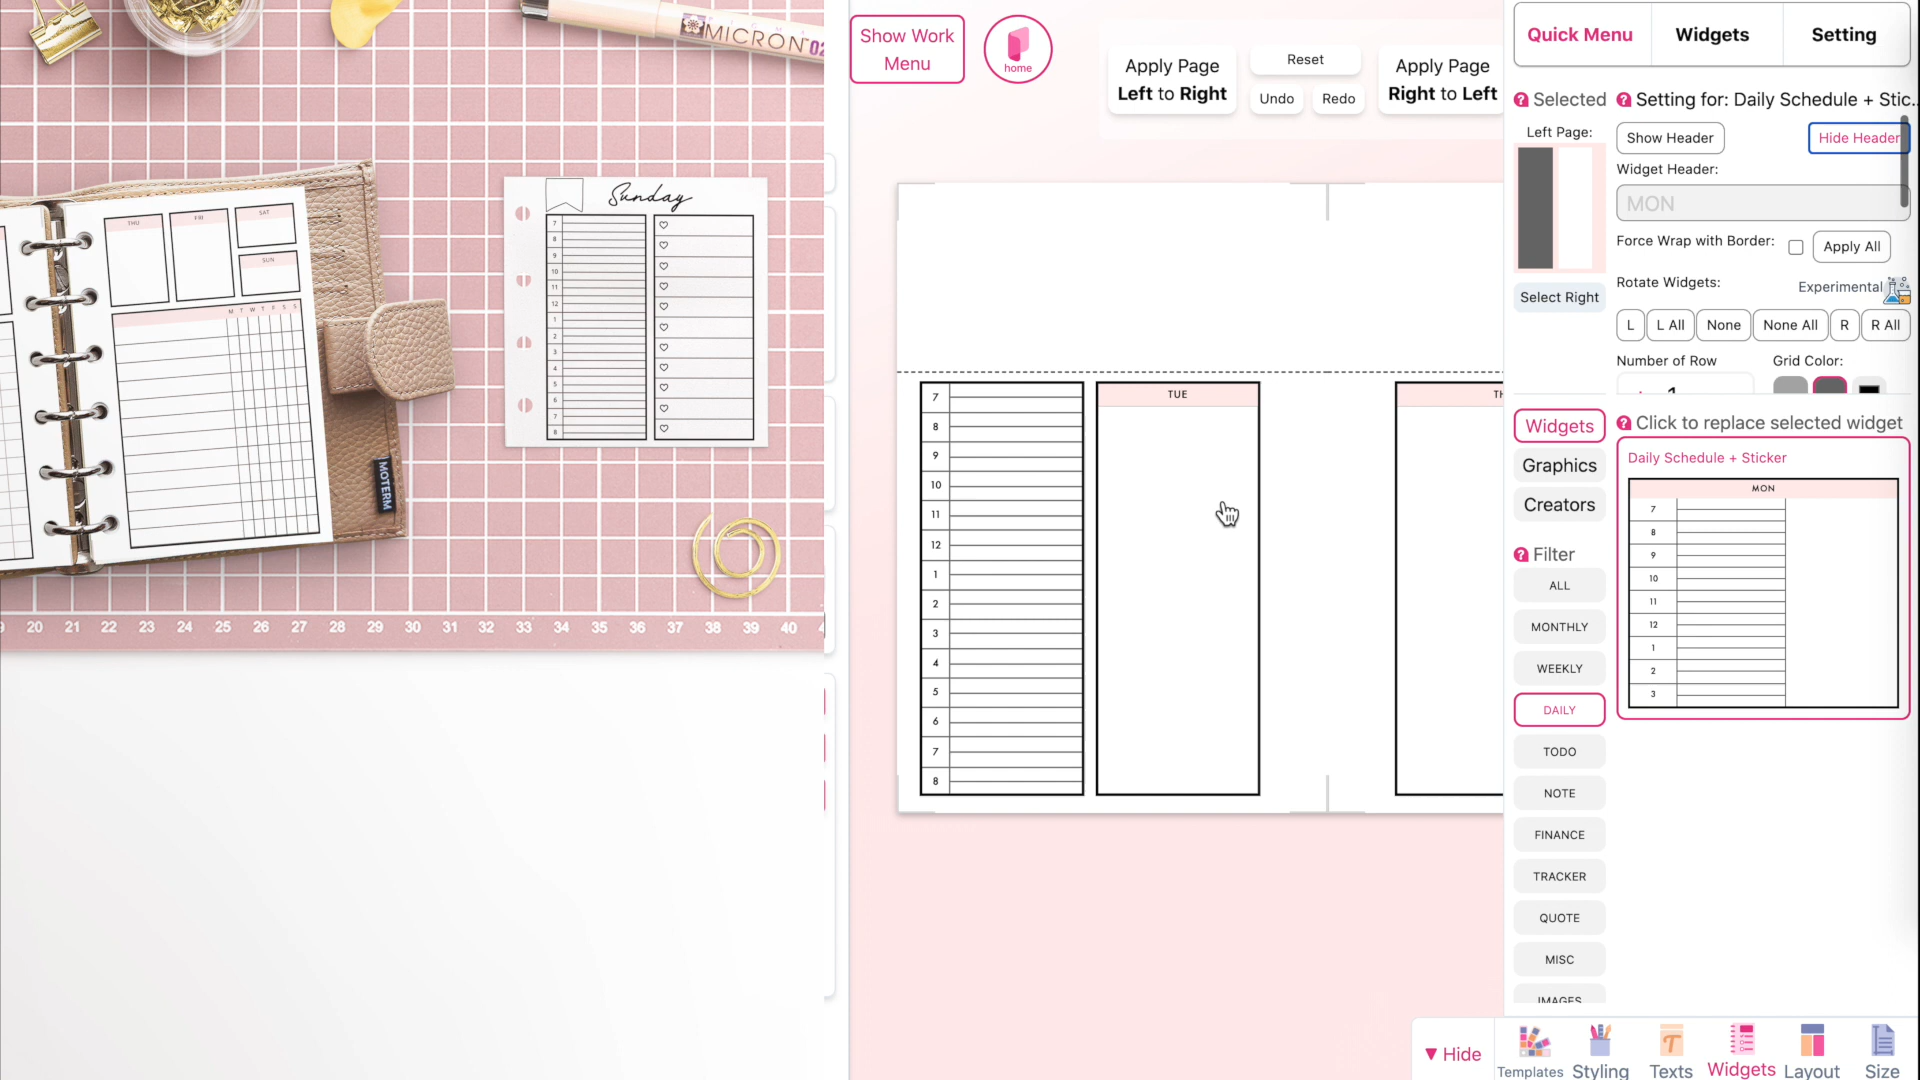 MICRON 02
THU
FRI
SAT
SUN
M T W T F S S
MOTERM
Sunday
7
8
9
10
11
12
1
2
3
4
5
6
7
8
20 21 22 23 24 25 26 27 28 29 30 31 32 33 34 35 36 37 38 39 40
Show Work
Menu
home
Apply Page
Left to Right
Reset
Undo
Redo
Apply Page
Right to Left
7
8
9
10
11
12
1
2
3
4
5
6
7
8
TUE
TH
Quick Menu
Widgets
Setting
Selected
Left Page:
Select Right
Setting for: Daily Schedule + Stic..
Show Header
Hide Header
Widget Header:
MON
Force Wrap with Border:
Apply All
Rotate Widgets:
Experimental
L
L All
None
None All
R
R All
Number of Row
Grid Color:
1
Widgets
Graphics
Creators
Filter
ALL
MONTHLY
WEEKLY
DAILY
TODO
NOTE
FINANCE
TRACKER
QUOTE
MISC
IMAGES
Click to replace selected widget
Daily Schedule + Sticker
MON
7
8
9
10
11
12
1
2
3
▼ Hide
Templates
Styling
Texts
Widgets
Layout
Size